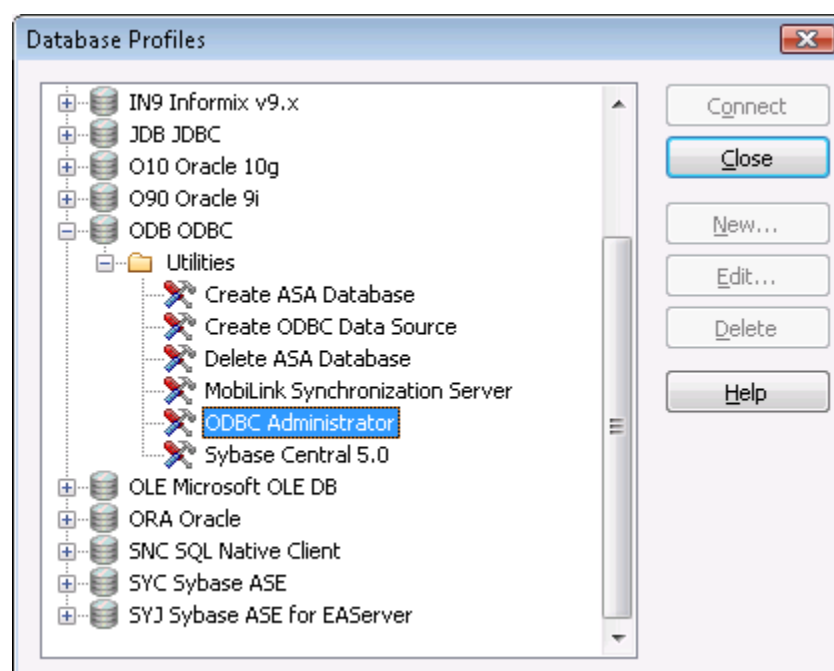 Database Profiles
IN9 Informix v9.x
JDB JDBC
O10 Oracle 10g
O90 Oracle 9i
ODB ODBC
Utilities
Create ASA Database
Create ODBC Data Source
Delete ASA Database
MobiLink Synchronization Server
ODBC Administrator
Sybase Central 5.0
OLE Microsoft OLE DB
ORA Oracle
SNC SQL Native Client
SYC Sybase ASE
SYJ Sybase ASE for EAServer
Connect
Close
New...
Edit...
Delete
Help